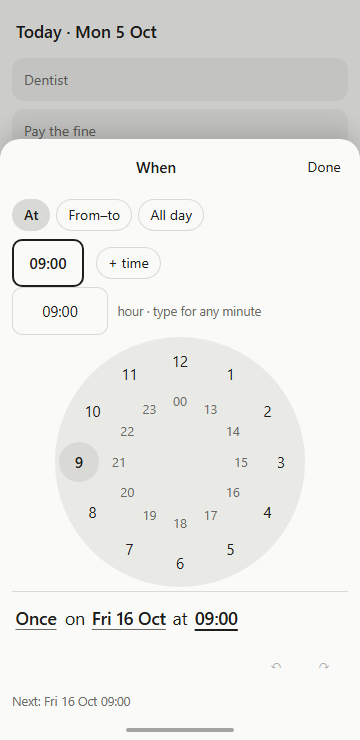 Today · Mon 5 Oct
Dentist
Pay the fine
When
Done
At
From–to
All day
09:00
+ time
09:00
hour · type for any minute
12
11
1
00
23
13
10
2
22
14
9
21
15
3
20
16
8
4
19
17
18
7
5
6
Once on Fri 16 Oct at 09:00
Next: Fri 16 Oct 09:00